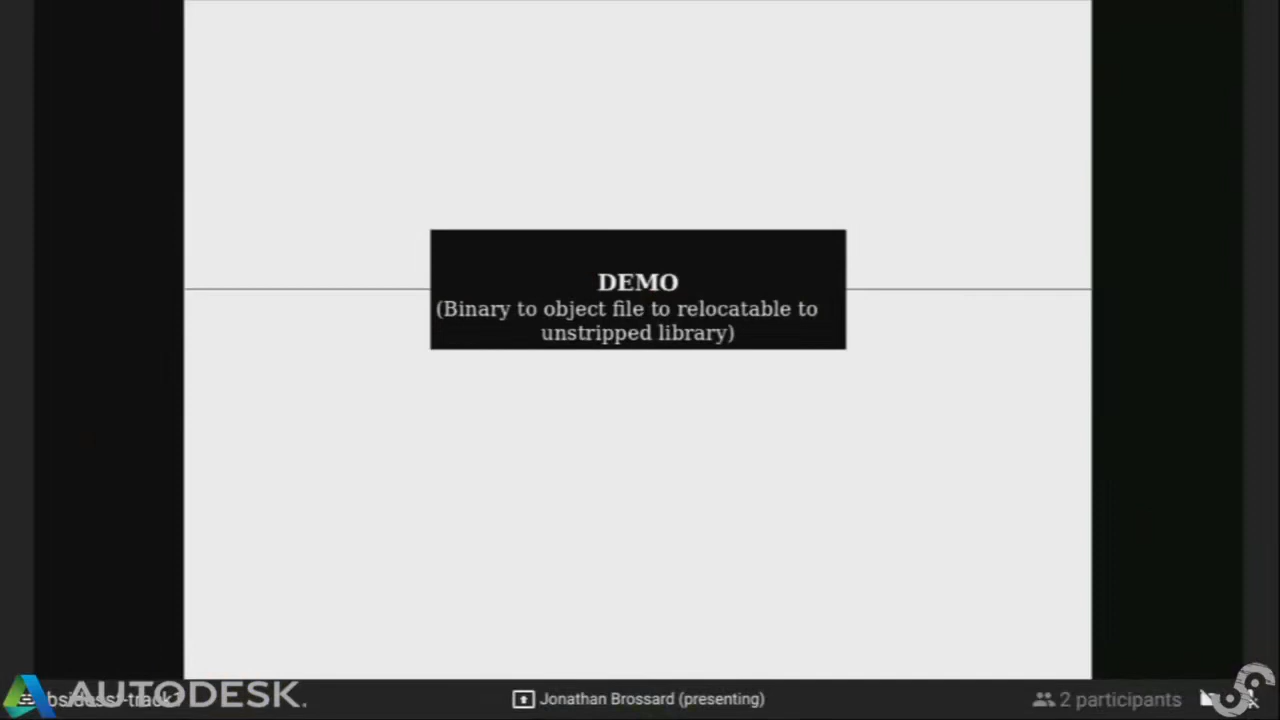 DEMO
(Binary to object file to relocatable to
unstripped library)
AUTODESK.
Jonathan Brossard (presenting)
2 participants